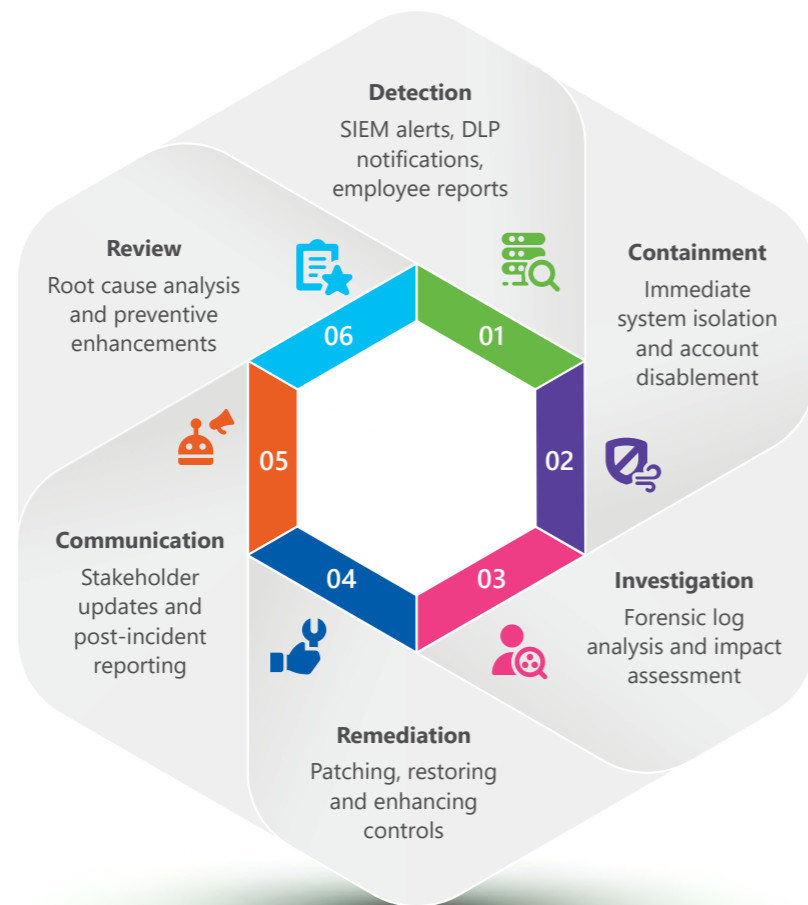 Detection
SIEM alerts, DLP
notifications,
employee reports
01
Containment
Immediate
system isolation
and account
disablement
02
Investigation
Forensic log
analysis and impact
assessment
03
Remediation
Patching, restoring
and enhancing
controls
04
Communication
Stakeholder
updates and
post-incident
reporting
05
Review
Root cause analysis
and preventive
enhancements
06